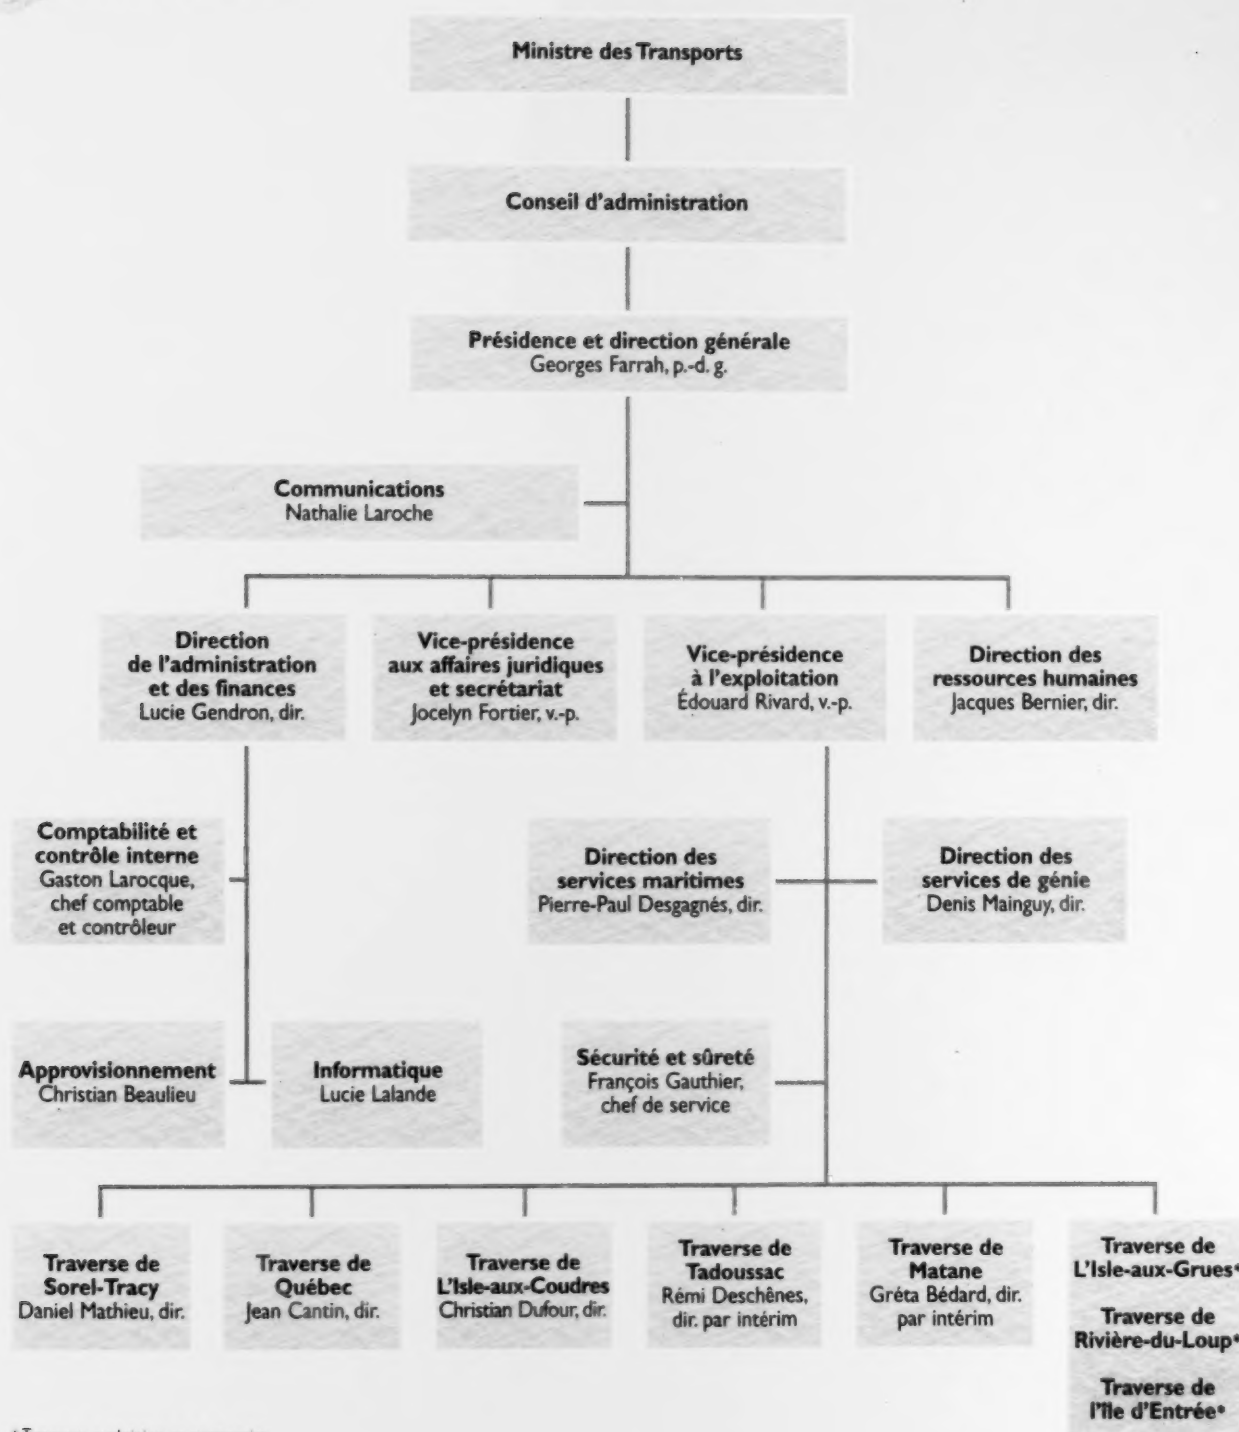 Ministre des Transports
Conseil d'administration
Présidence et direction générale
Georges Farrah, p.-d. g.
Communications
Nathalie Laroche
Direction
de l'administration
et des finances
Lucie Gendron, dir.
Vice-présidence
aux affaires juridiques
et secrétariat
Jocelyn Fortier, v.-p.
Vice-présidence
à l'exploitation
Édouard Rivard, v.-p.
Direction des
ressources humaines
Jacques Bernier, dir.
Comptabilité et
contrôle interne
Gaston Larocque,
chef comptable
et contrôleur
Direction des
services maritimes
Pierre-Paul Desgagnés, dir.
Direction des
services de génie
Denis Mainguy, dir.
Approvisionnement
Christian Beaulieu
Informatique
Lucie Lalande
Sécurité et sûreté
François Gauthier,
chef de service
Traverse de
Sorel-Tracy
Daniel Mathieu, dir.
Traverse de
Québec
Jean Cantin, dir.
Traverse de
L'Isle-aux-Coudres
Christian Dufour, dir.
Traverse de
Tadoussac
Rémi Deschênes,
dir. par intérim
Traverse de
Matane
Gréta Bédard, dir.
par intérim
Traverse de
L'Isle-aux-Grues*
Traverse de
Rivière-du-Loup*
Traverse de
l'Île d'Entrée*